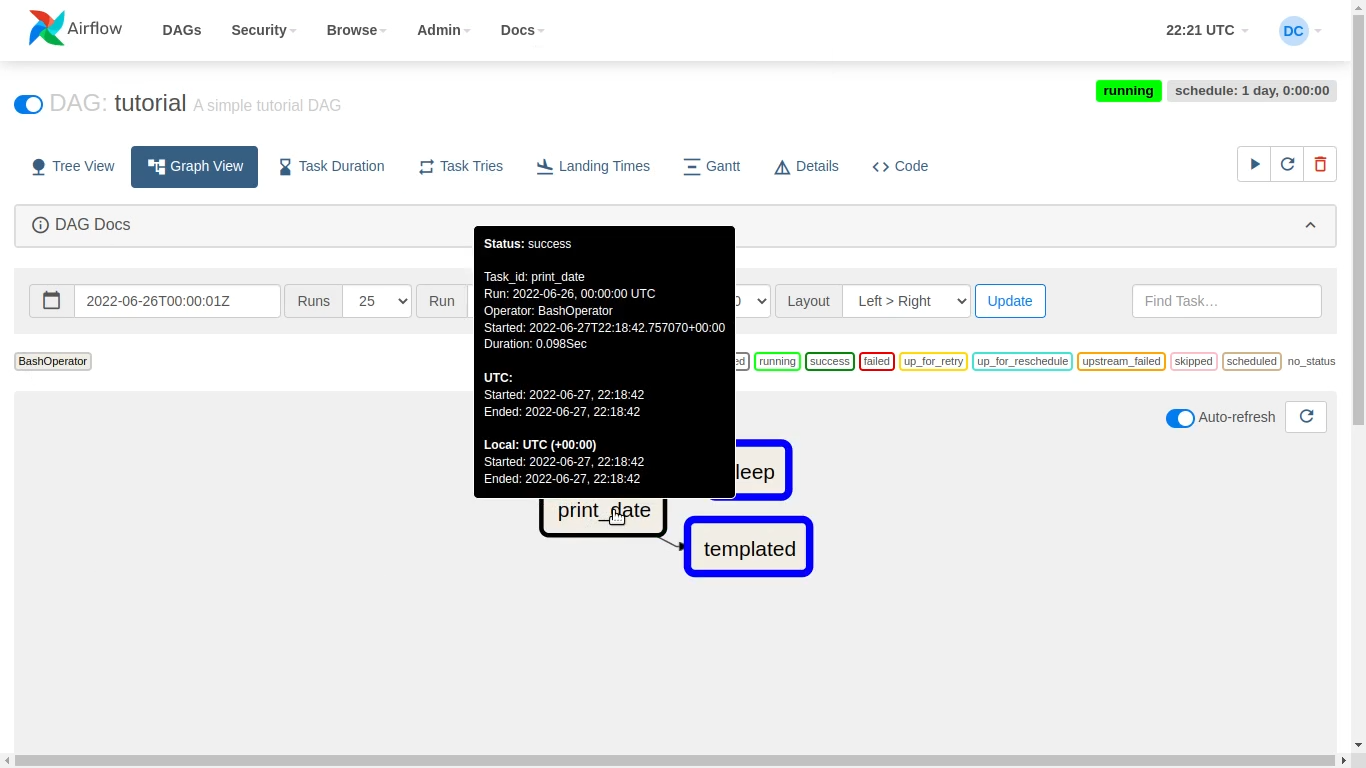 Airflow DAGs Security Browse Admin Docs 22:21 UTC DC
DAG: tutorial A simple tutorial DAG running schedule: 1 day, 0:00:00
Tree View Graph View Task Duration Task Tries Landing Times Gantt Details Code
DAG Docs
Status: success
Task_id: print_date
Run: 2022-06-26, 00:00:00 UTC
Operator: BashOperator
Started: 2022-06-27T22:18:42.757070+00:00
Duration: 0.098Sec
UTC:
Started: 2022-06-27, 22:18:42
Ended: 2022-06-27, 22:18:42
Local: UTC (+00:00)
Started: 2022-06-27, 22:18:42
Ended: 2022-06-27, 22:18:42
2022-06-26T00:00:01Z Runs 25 Run Layout Left > Right Update Find Task…
BashOperator running success failed up_for_retry up_for_reschedule upstream_failed skipped scheduled no_status
Auto-refresh
leep
print_date
templated